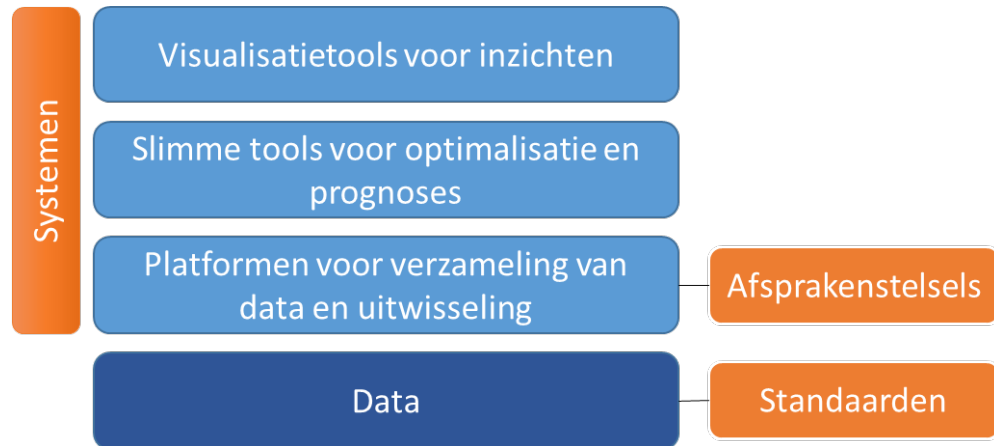 Systemen
Visualisatietools voor inzichten
Slimme tools voor optimalisatie en
prognoses
Platformen voor verzameling van
data en uitwisseling
Afsprakenstelsels
Data
Standaarden